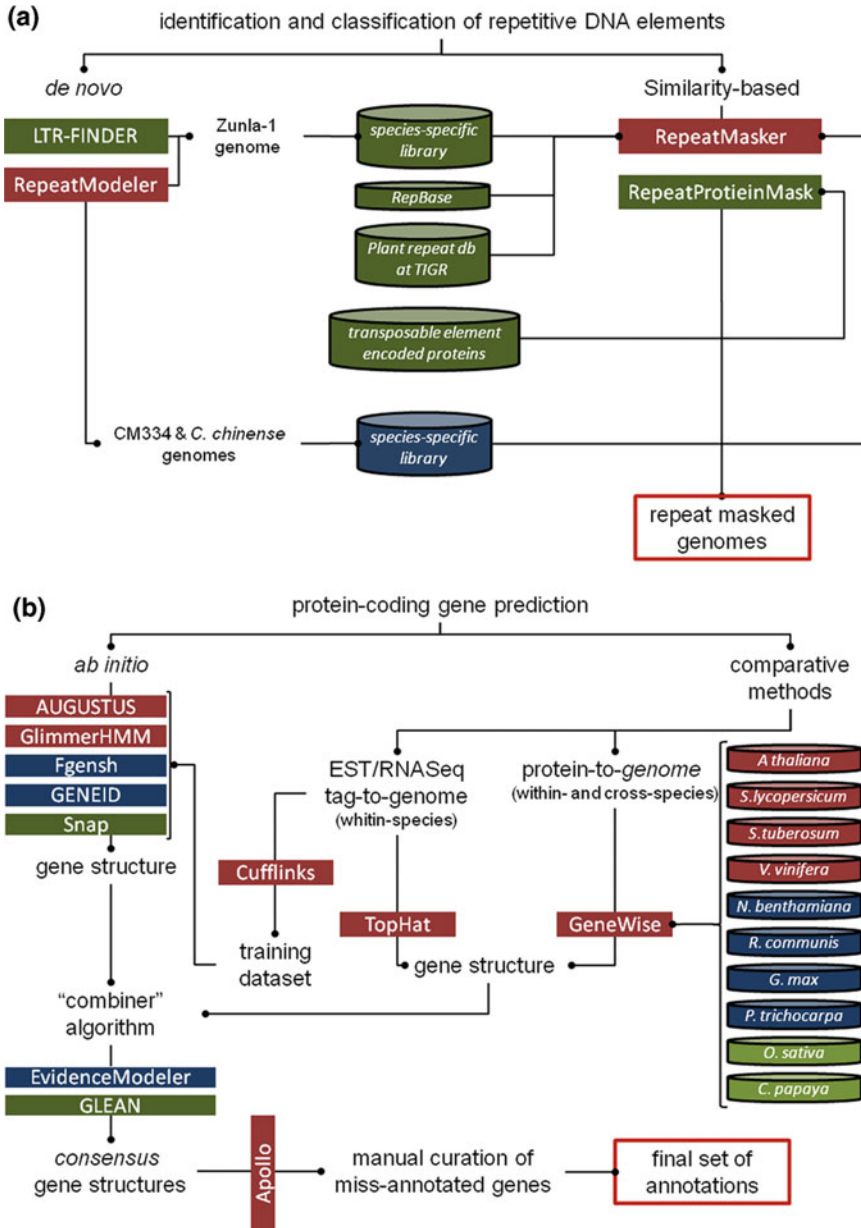 (a)
identification and classification of repetitive DNA elements
de novo
Similarity-based
LTR-FINDER
RepeatModeler
Zunla-1
genome
species-specific
library
RepBase
Plant repeat db
at TIGR
transposable element
encoded proteins
RepeatMasker
RepeatProtieinMask
CM334 & C. chinense
genomes
species-specific
library
repeat masked
genomes
(b)
protein-coding gene prediction
ab initio
comparative
methods
AUGUSTUS
GlimmerHMM
Fgensh
GENEID
Snap
gene structure
EST/RNASeq
tag-to-genome
(whitin-species)
protein-to-genome
(within- and cross-species)
Cufflinks
training
dataset
TopHat
GeneWise
gene structure
A thaliana
S.lycopersicum
S.tuberosum
V. vinifera
N. benthamiana
R. communis
G. max
P. trichocarpa
O. sativa
C. papaya
"combiner"
algorithm
EvidenceModeler
GLEAN
consensus
gene structures
Apollo
manual curation of
miss-annotated genes
final set of
annotations